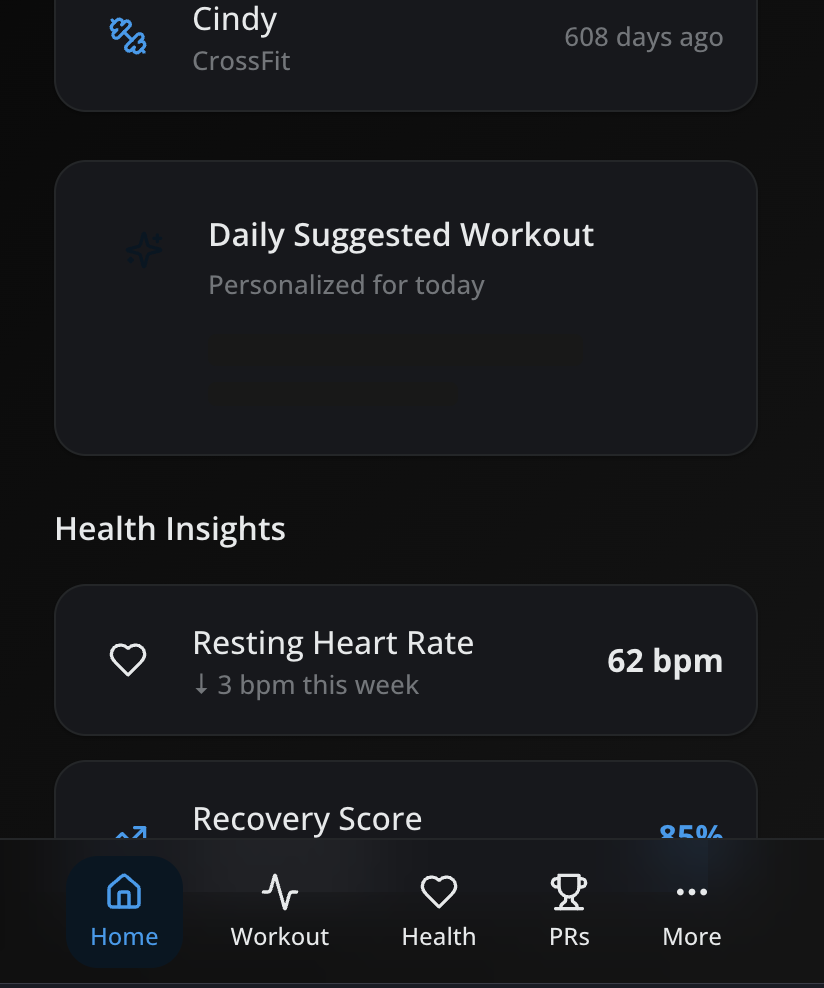 Cindy
CrossFit
608 days ago
Daily Suggested Workout
Personalized for today
Health Insights
Resting Heart Rate
↓ 3 bpm this week
62 bpm
Recovery Score
85%
Home
Workout
Health
PRs
More